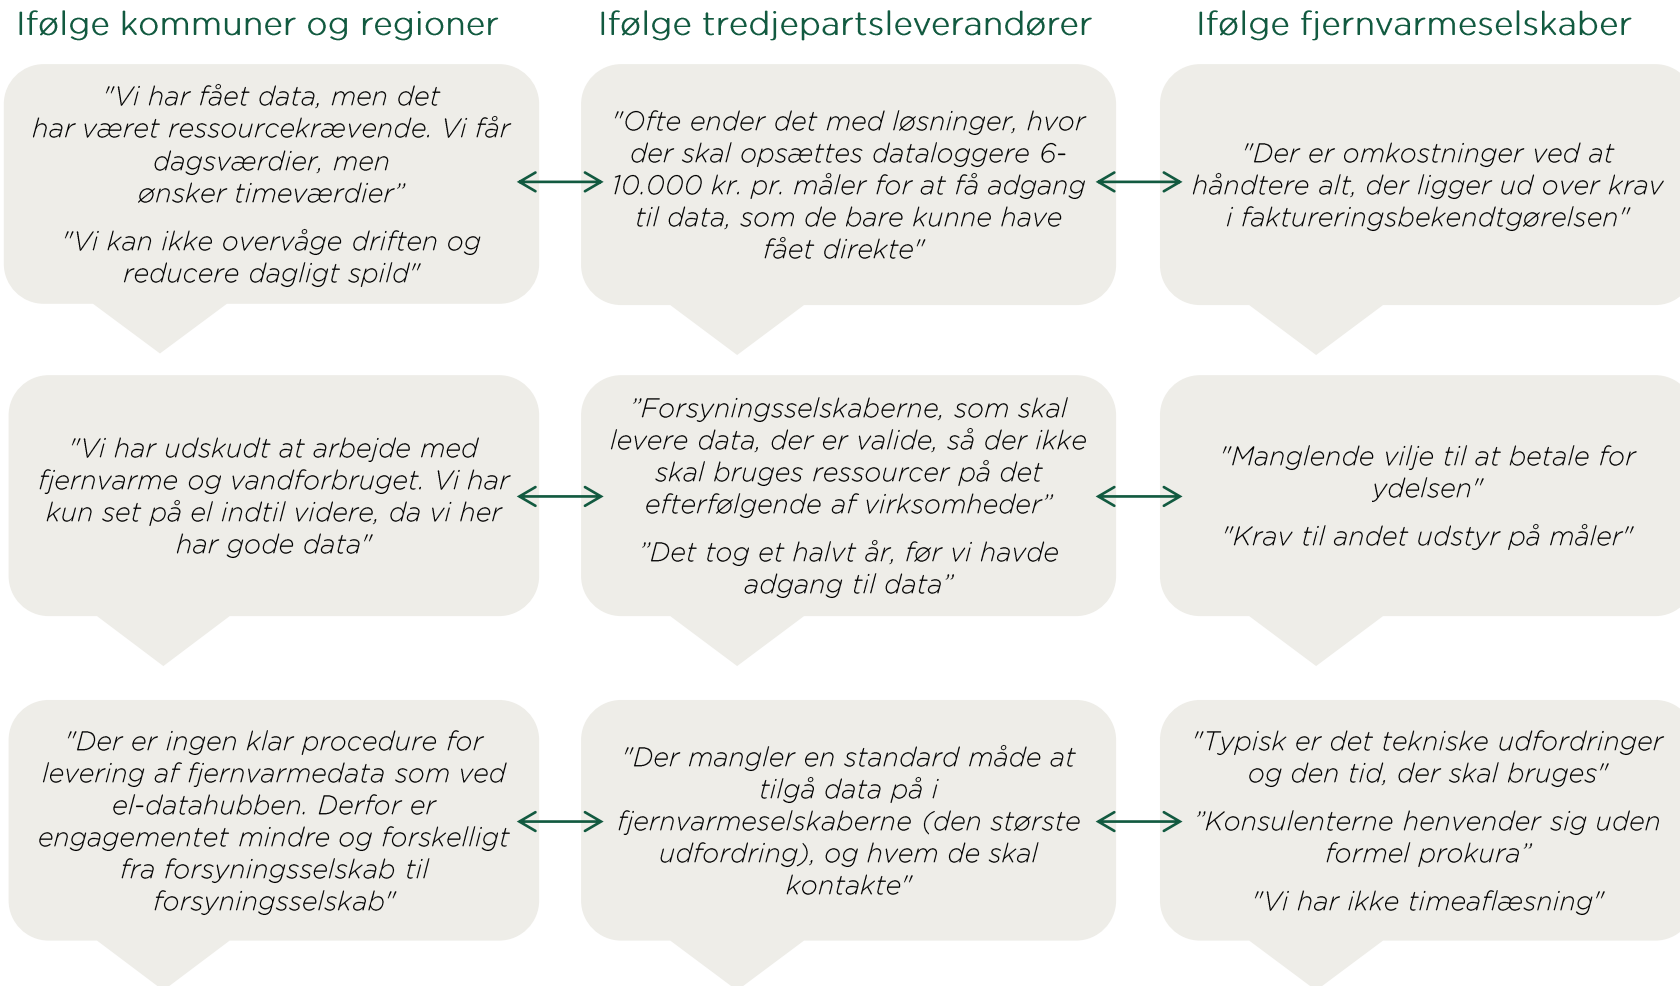 Ifølge kommuner og regioner
Ifølge tredjepartsleverandører
Ifølge fjernvarmeselskaber
"Vi har fået data, men det
har været ressourcekrævende. Vi får
dagsværdier, men
ønsker timeværdier”
"Vi kan ikke overvåge driften og
reducere dagligt spild"
"Ofte ender det med løsninger, hvor
der skal opsættes dataloggere 6-
10.000 kr. pr. måler for at få adgang
til data, som de bare kunne have
fået direkte"
"Der er omkostninger ved at
håndtere alt, der ligger ud over krav
i faktureringsbekendtgørelsen"
"Vi har udskudt at arbejde med
fjernvarme og vandforbruget. Vi har
kun set på el indtil videre, da vi her
har gode data"
”Forsyningsselskaberne, som skal
levere data, der er valide, så der ikke
skal bruges ressourcer på det
efterfølgende af virksomheder”
”Det tog et halvt år, før vi havde
adgang til data”
"Manglende vilje til at betale for
ydelsen"
"Krav til andet udstyr på måler"
"Der er ingen klar procedure for
levering af fjernvarmedata som ved
el-datahubben. Derfor er
engagementet mindre og forskelligt
fra forsyningsselskab til
forsyningsselskab"
"Der mangler en standard måde at
tilgå data på i
fjernvarmeselskaberne (den største
udfordring), og hvem de skal
kontakte"
"Typisk er det tekniske udfordringer
og den tid, der skal bruges"
”Konsulenterne henvender sig uden
formel prokura”
"Vi har ikke timeaflæsning"